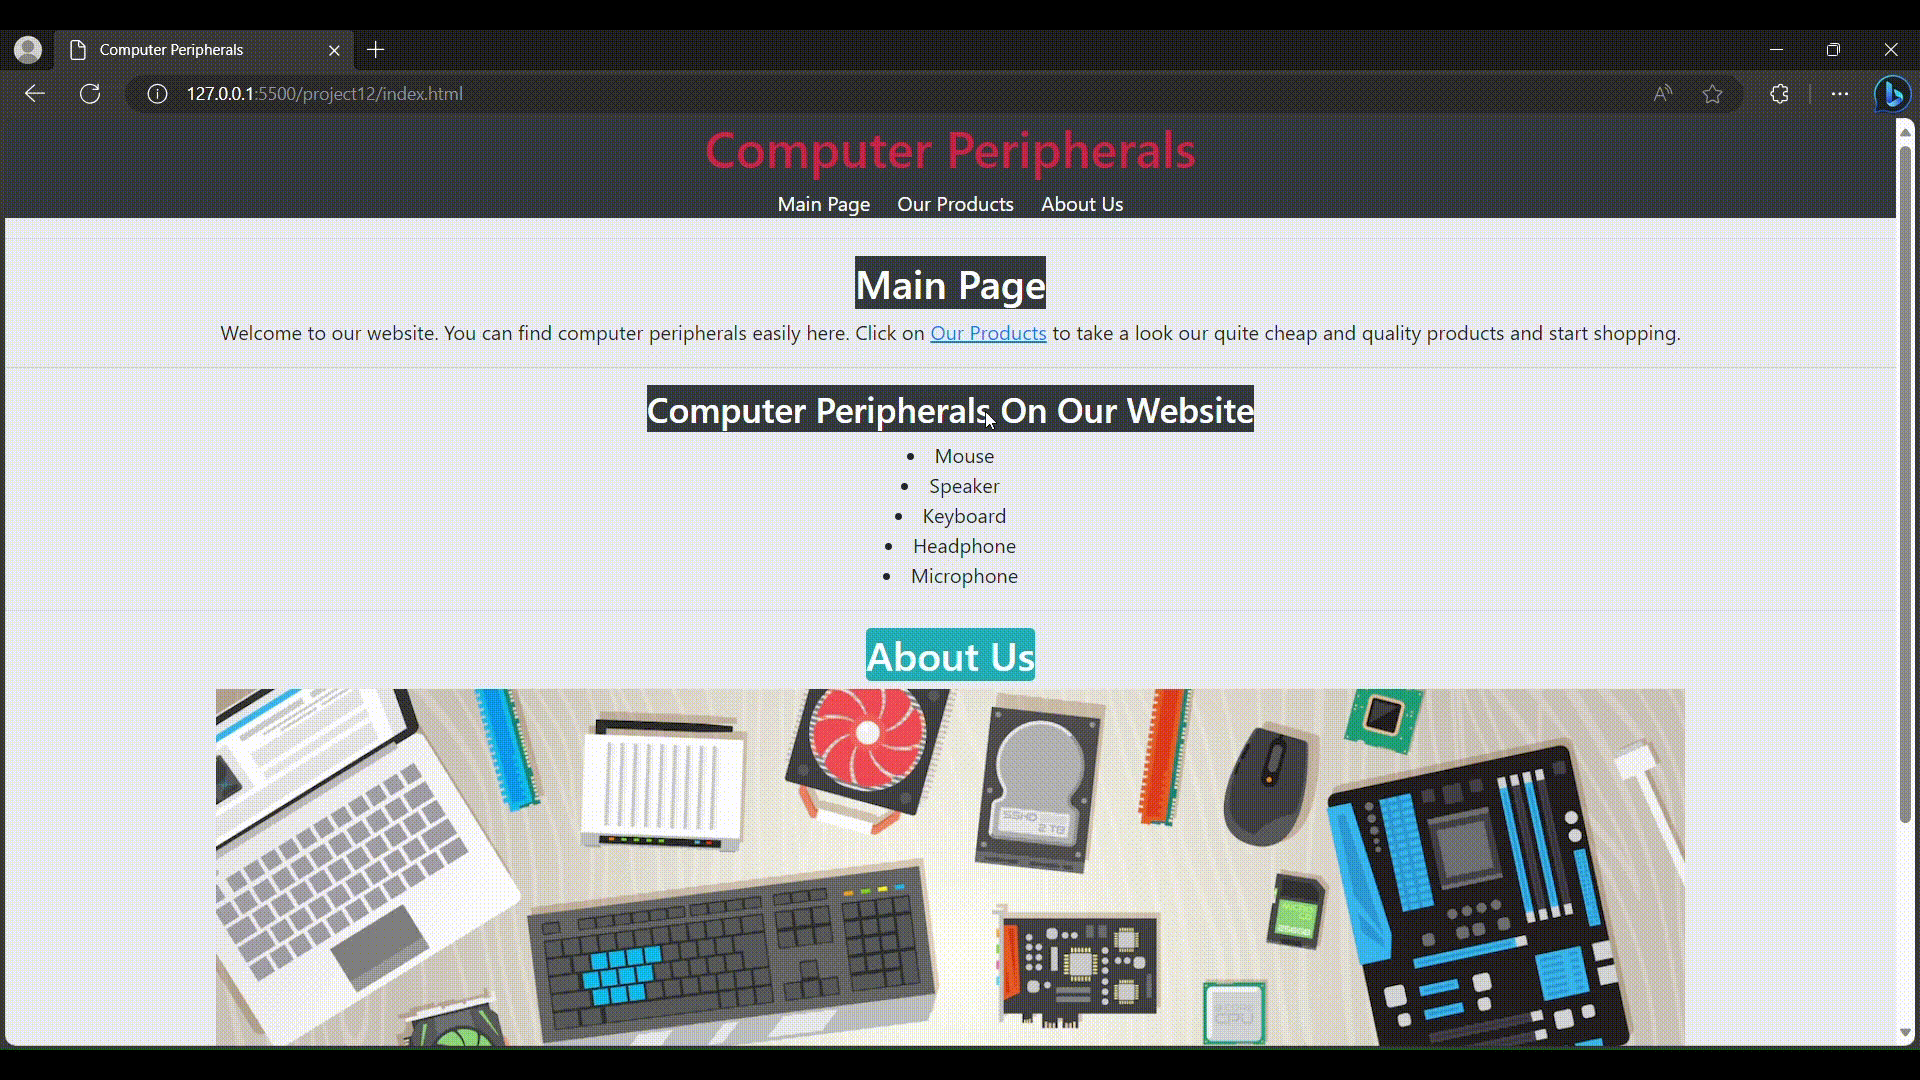 Computer Peripherals
127.0.0.1:5500/project12/index.html
Computer Peripherals
Main Page Our Products About Us
Main Page
Welcome to our website. You can find computer peripherals easily here. Click on Our Products to take a look our quite cheap and quality products and start shopping.
Computer Peripherals On Our Website
Mouse
Speaker
Keyboard
Headphone
Microphone
About Us
SSHD
2 TB
CPU